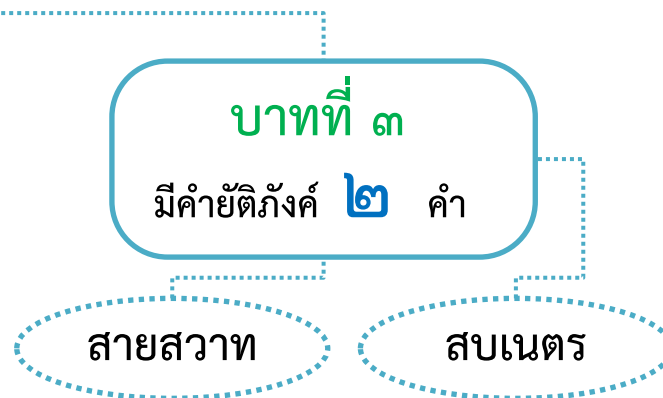 บาทที่ ๓
มีคำยัติภังค์ ๒ คำ
สายสวาท
สบเนตร